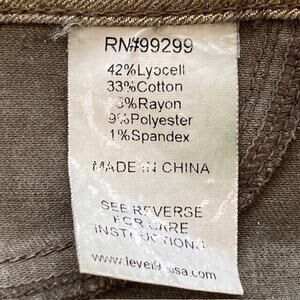 RN#99299
42%Lyocell
33%Cotton
%Rayon
9%Polyester
1%Spandex
MADE IN CHINA
SEE REVERSE
FOR CARE
INSTRUCTIONS